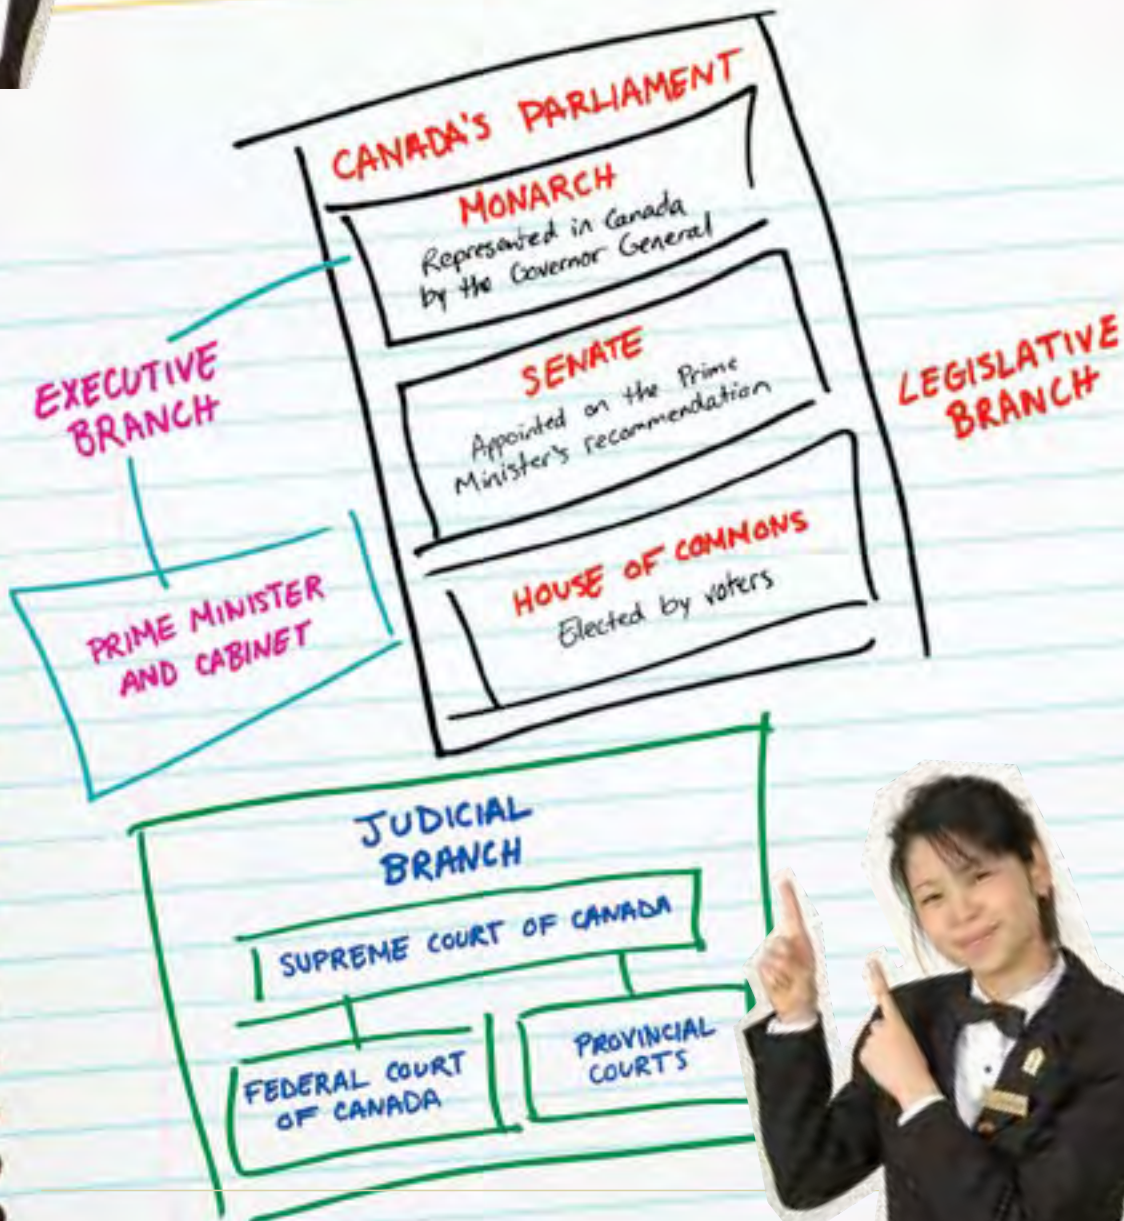 CANADA'S PARLIAMENT
MONARCH
Represented in Canada
by the Governor General
SENATE
Appointed on the Prime
Minister's recommendation
HOUSE OF COMMONS
Elected by voters
EXECUTIVE
BRANCH
PRIME MINISTER
AND CABINET
LEGISLATIVE
BRANCH
JUDICIAL
BRANCH
SUPREME COURT OF CANADA
FEDERAL COURT
OF CANADA
PROVINCIAL
COURTS